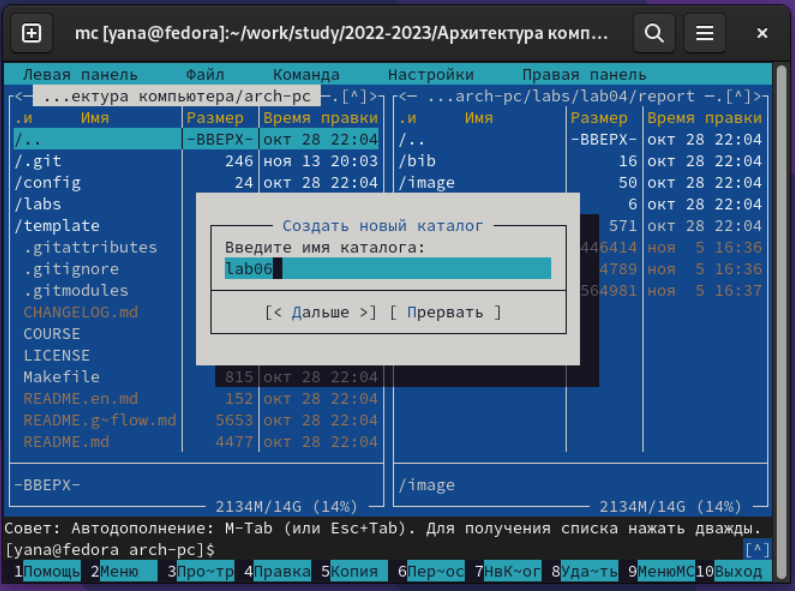 mc [yana@fedora]:~/work/study/2022-2023/Архитектура комп...
Левая панель Файл Команда Настройки Правая панель
<— ...ектура компьютера/arch-pc —.[^]> <— ...arch-pc/labs/lab04/report —.[^]>
.и Имя Размер Время правки .и Имя Размер Время правки
/.. -ВВЕРХ- окт 28 22:04 /.. -ВВЕРХ- окт 28 22:04
/.git 246 ноя 13 20:03 /bib 16 окт 28 22:04
/config 24 окт 28 22:04 /image 50 окт 28 22:04
/labs 6 окт 28 22:04
/template Создать новый каталог 571 окт 28 22:04
.gitattributes Введите имя каталога: 446414 ноя 5 16:36
.gitignore lab06 4789 ноя 5 16:36
.gitmodules 564981 ноя 5 16:37
CHANGELOG.md [< Дальше >] [ Прервать ]
COURSE
LICENSE
Makefile 815 окт 28 22:04
README.en.md 152 окт 28 22:04
README.g~flow.md 5653 окт 28 22:04
README.md 4477 окт 28 22:04
-ВВЕРХ- /image
2134M/14G (14%) 2134M/14G (14%)
Совет: Автодополнение: M-Tab (или Esc+Tab). Для получения списка нажать дважды.
[yana@fedora arch-pc]$ [^]
1Помощь 2Меню 3Про~тр 4Правка 5Копия 6Пер~ос 7НвК~ог 8Уда~ть 9МенюMC 10Выход